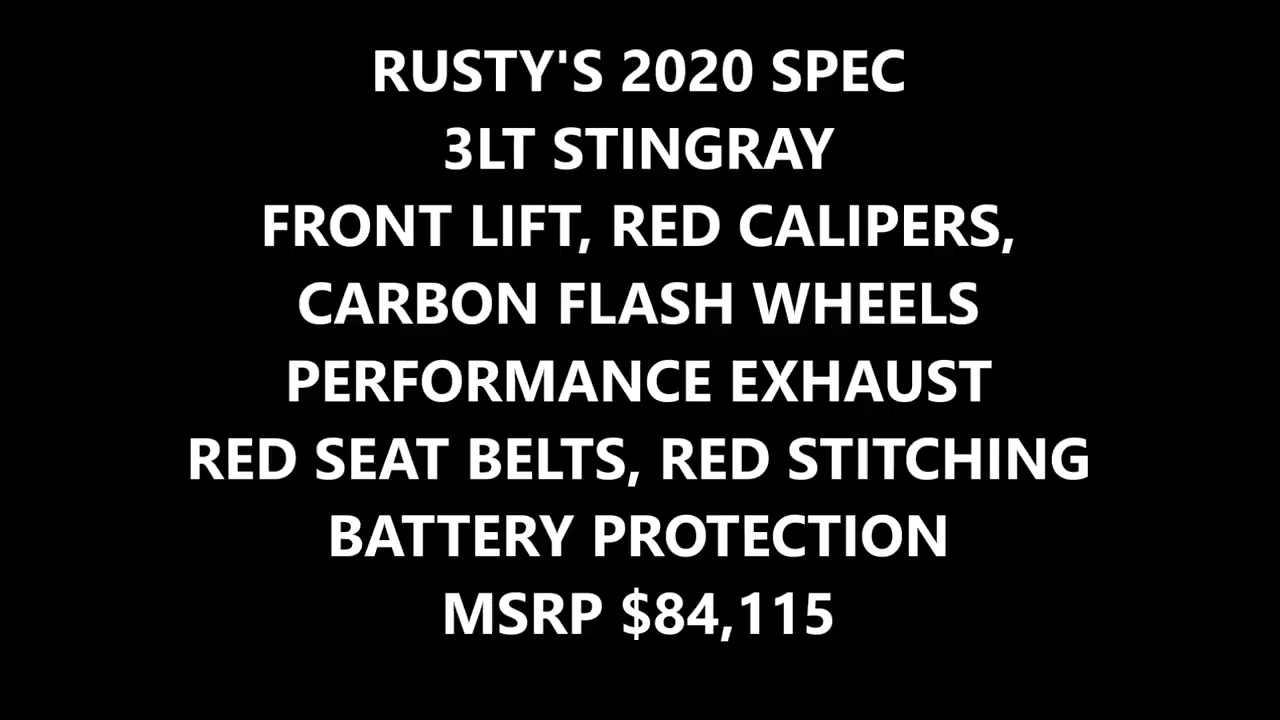 RUSTY'S 2020 SPEC
3LT STINGRAY
FRONT LIFT, RED CALIPERS,
CARBON FLASH WHEELS
PERFORMANCE EXHAUST
RED SEAT BELTS, RED STITCHING
BATTERY PROTECTION
MSRP $84,115